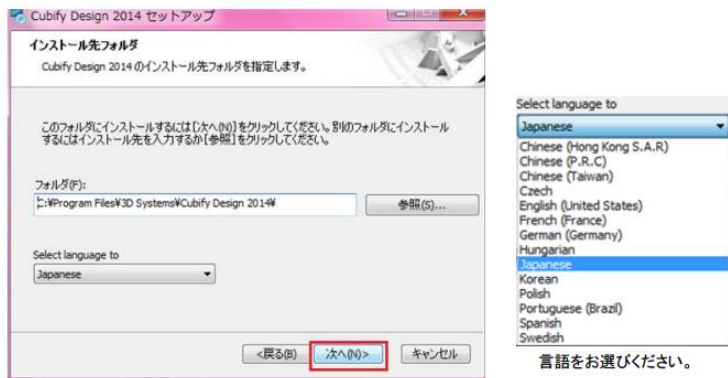 Cubify Design 2014 セットアップ
インストール先フォルダ
Cubify Design 2014 のインストール先フォルダを指定します。
このフォルダにインストールするには[次へ(N)]をクリックしてください。別のフォルダにインストール
するにはインストール先を入力するか[参照]をクリックしてください。
フォルダ(F):
C:¥Program Files¥3D Systems¥Cubify Design 2014¥
参照(S)...
Select language to
Japanese
<戻る(B)
次へ(N)>
キャンセル
Select language to
Japanese
Chinese (Hong Kong S.A.R)
Chinese (P.R.C)
Chinese (Taiwan)
Czech
English (United States)
French (France)
German (Germany)
Hungarian
Japanese
Korean
Polish
Portuguese (Brazil)
Spanish
Swedish
言語をお選びください。